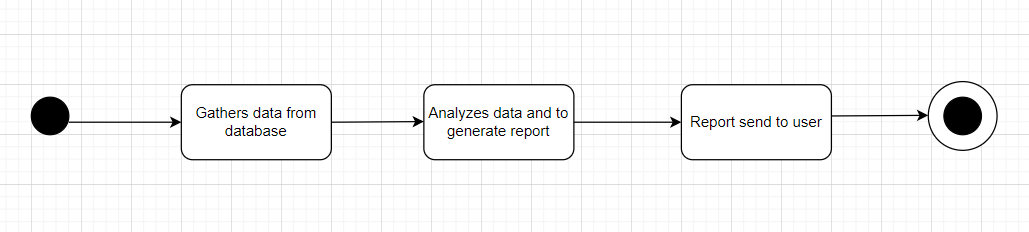 Gathers data from
database
Analyzes data and to
generate report
Report send to user